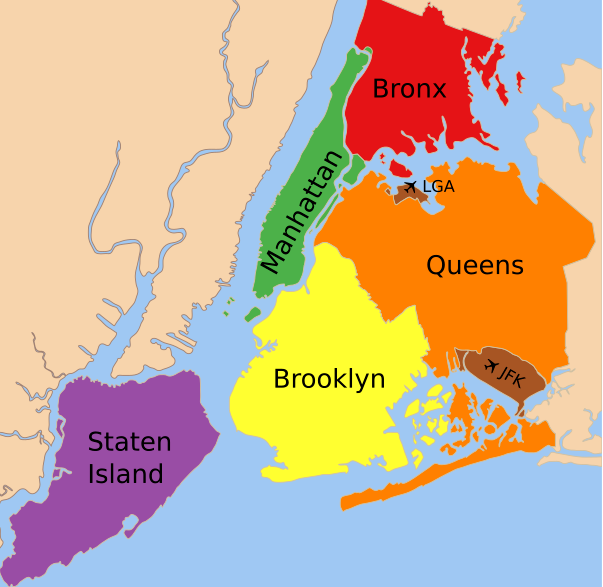 Bronx
Manhattan
LGA
Queens
JFK
Brooklyn
Staten
Island